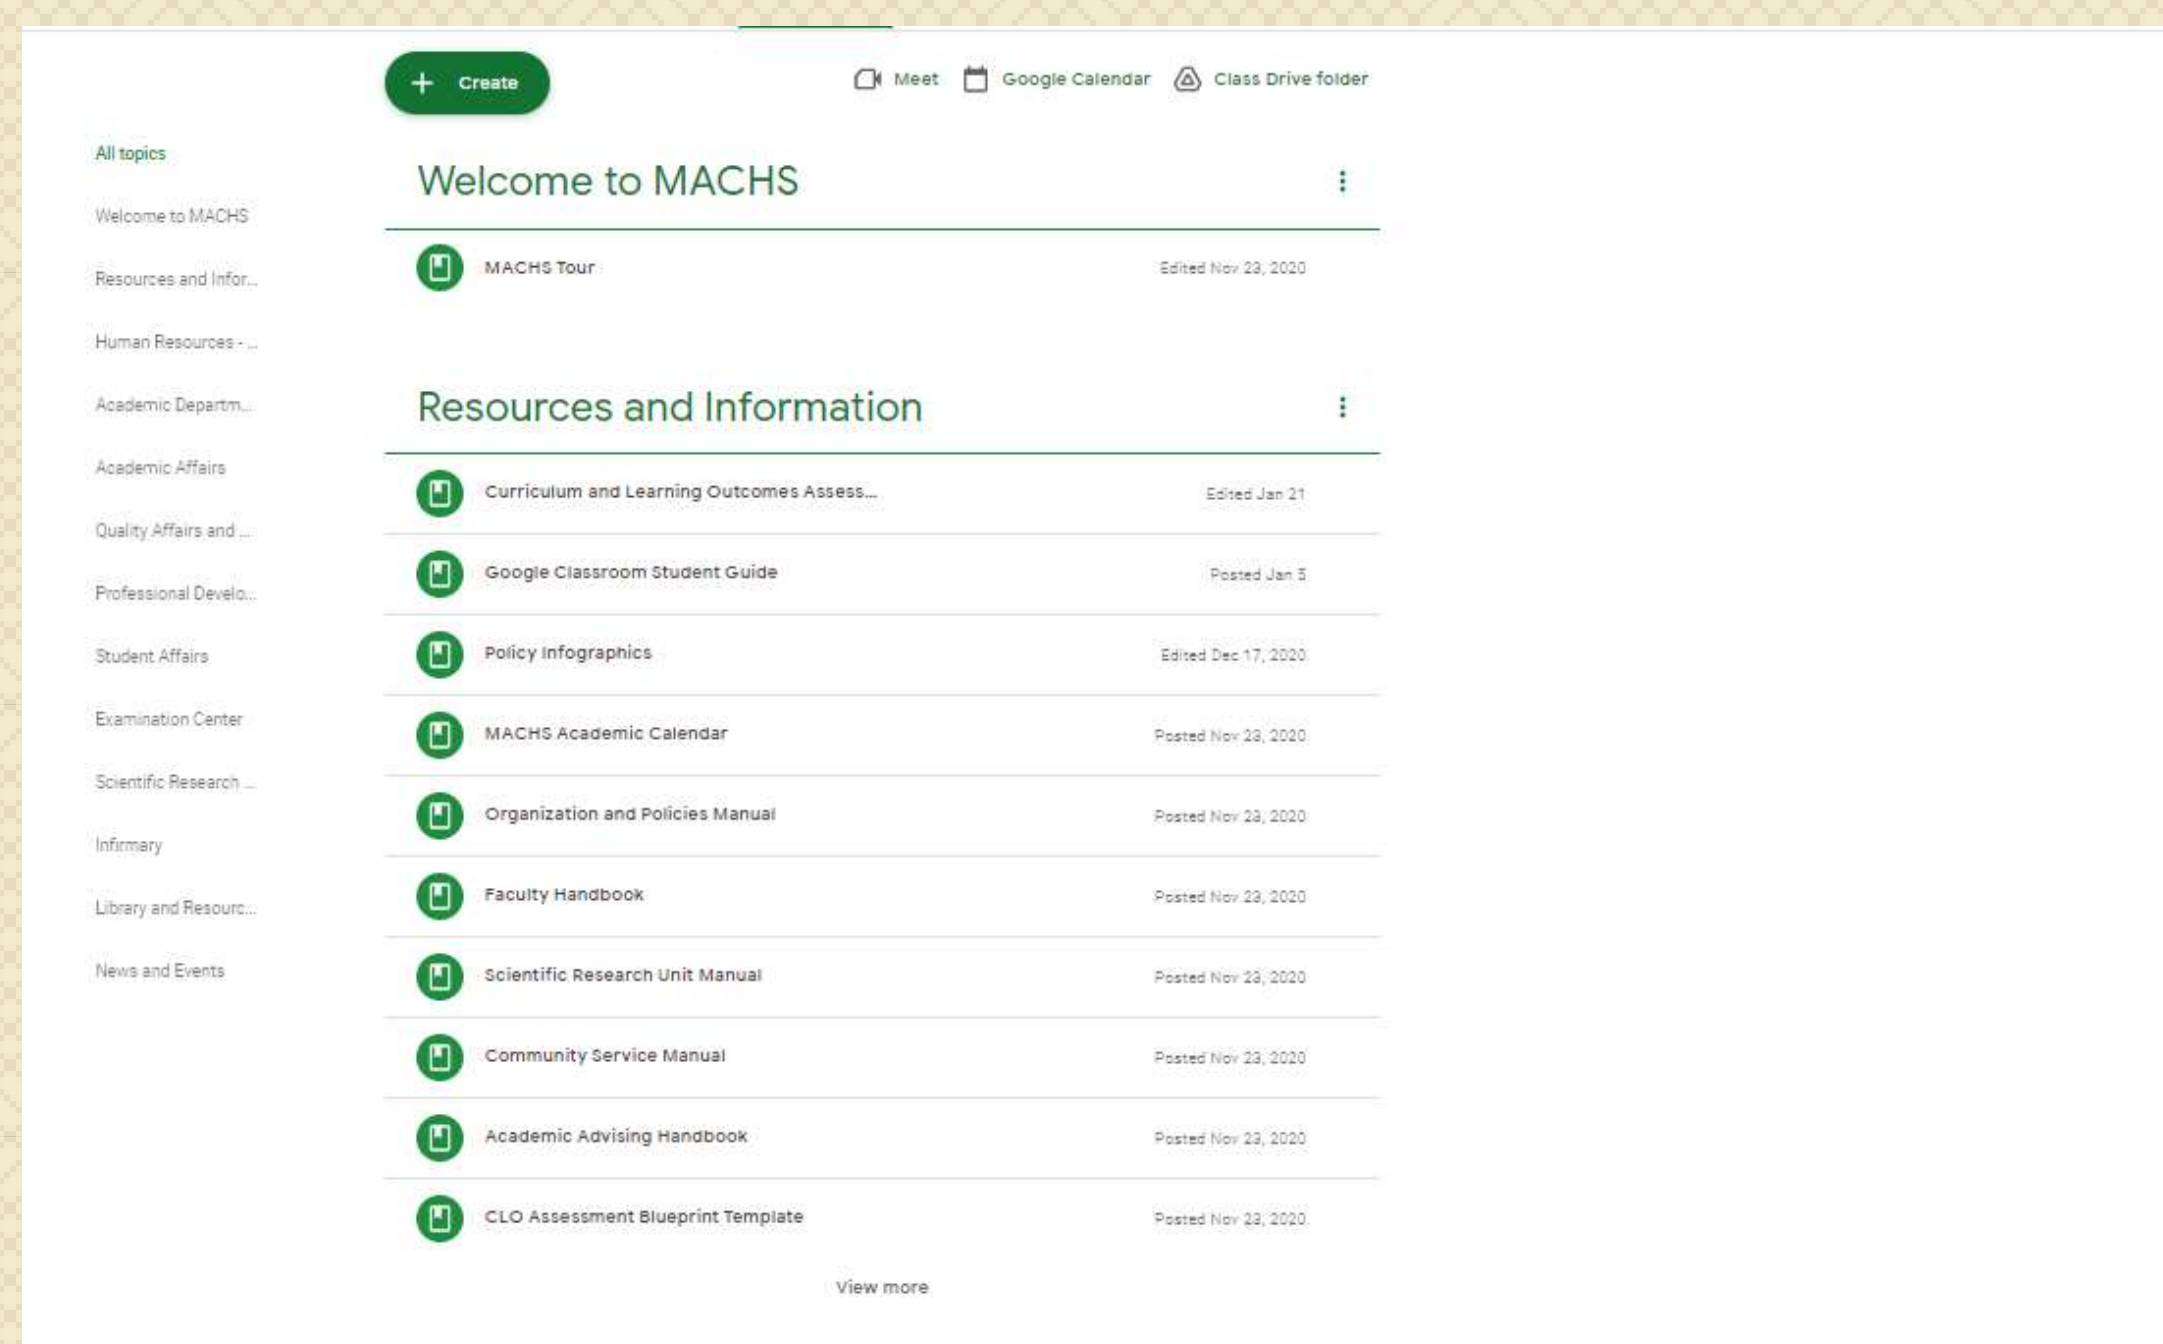 Create
Meet
Google Calendar
Class Drive folder
All topics
Welcome to MACHS
Resources and Infor...
Human Resources - ...
Academic Departm...
Academic Affairs
Quality Affairs and ...
Professional Develo...
Student Affairs
Examination Center
Scientific Research ...
Infirmary
Library and Resourc...
News and Events
Welcome to MACHS
MACHS Tour
Edited Nov 23, 2020
Resources and Information
Curriculum and Learning Outcomes Assess...
Edited Jan 21
Google Classroom Student Guide
Posted Jan 5
Policy Infographics
Edited Dec 17, 2020
MACHS Academic Calendar
Posted Nov 23, 2020
Organization and Policies Manual
Posted Nov 23, 2020
Faculty Handbook
Posted Nov 23, 2020
Scientific Research Unit Manual
Posted Nov 23, 2020
Community Service Manual
Posted Nov 23, 2020
Academic Advising Handbook
Posted Nov 23, 2020
CLO Assessment Blueprint Template
Posted Nov 23, 2020
View more